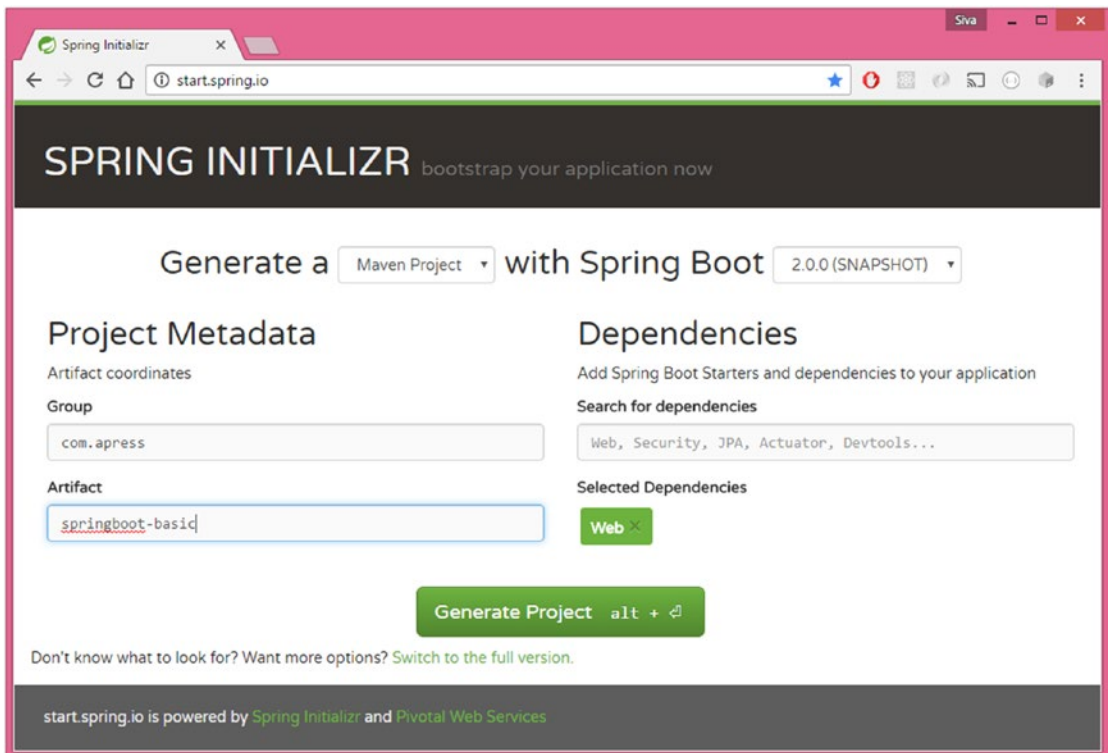 Siva
Spring Initializr
start.spring.io
SPRING INITIALIZR bootstrap your application now
Generate a Maven Project with Spring Boot 2.0.0 (SNAPSHOT)
Project Metadata
Artifact coordinates
Group
com.apress
Artifact
springboot-basic
Dependencies
Add Spring Boot Starters and dependencies to your application
Search for dependencies
Web, Security, JPA, Actuator, Devtools...
Selected Dependencies
Web ×
Generate Project alt + ⏎
Don't know what to look for? Want more options? Switch to the full version.
start.spring.io is powered by Spring Initializr and Pivotal Web Services